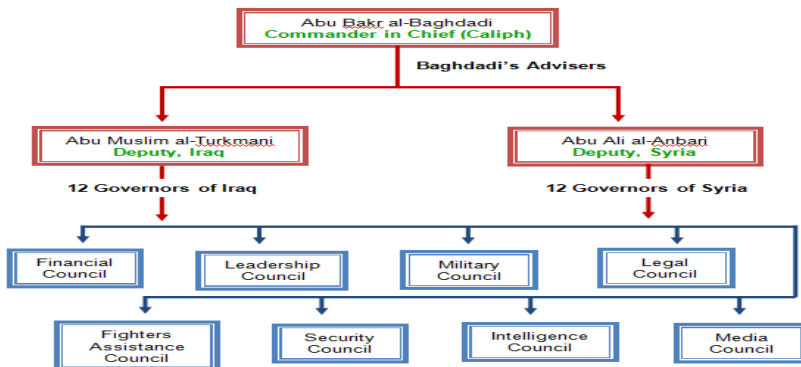 Abu Bakr al-Baghdadi
Commander in Chief (Caliph)
Baghdadi's Advisers
Abu Muslim al-Turkmani
Deputy, Iraq
Abu Ali al-Anbari
Deputy, Syria
12 Governors of Iraq
12 Governors of Syria
Financial
Council
Leadership
Council
Military
Council
Legal
Council
Fighters
Assistance
Council
Security
Council
Intelligence
Council
Media
Council